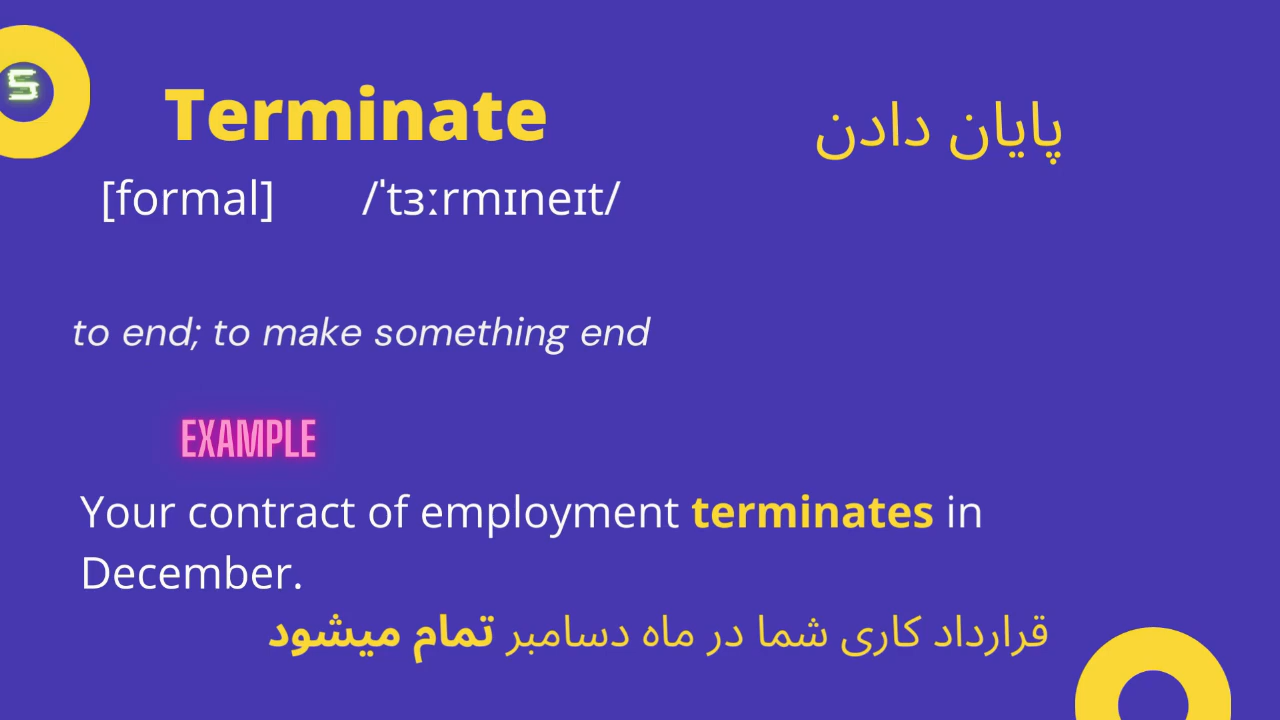 5
Terminate
پایان دادن
[formal] /ˈtɜːrmɪneɪt/
to end; to make something end
EXAMPLE
Your contract of employment terminates in
December.
قرارداد کاری شما در ماه دسامبر تمام میشود